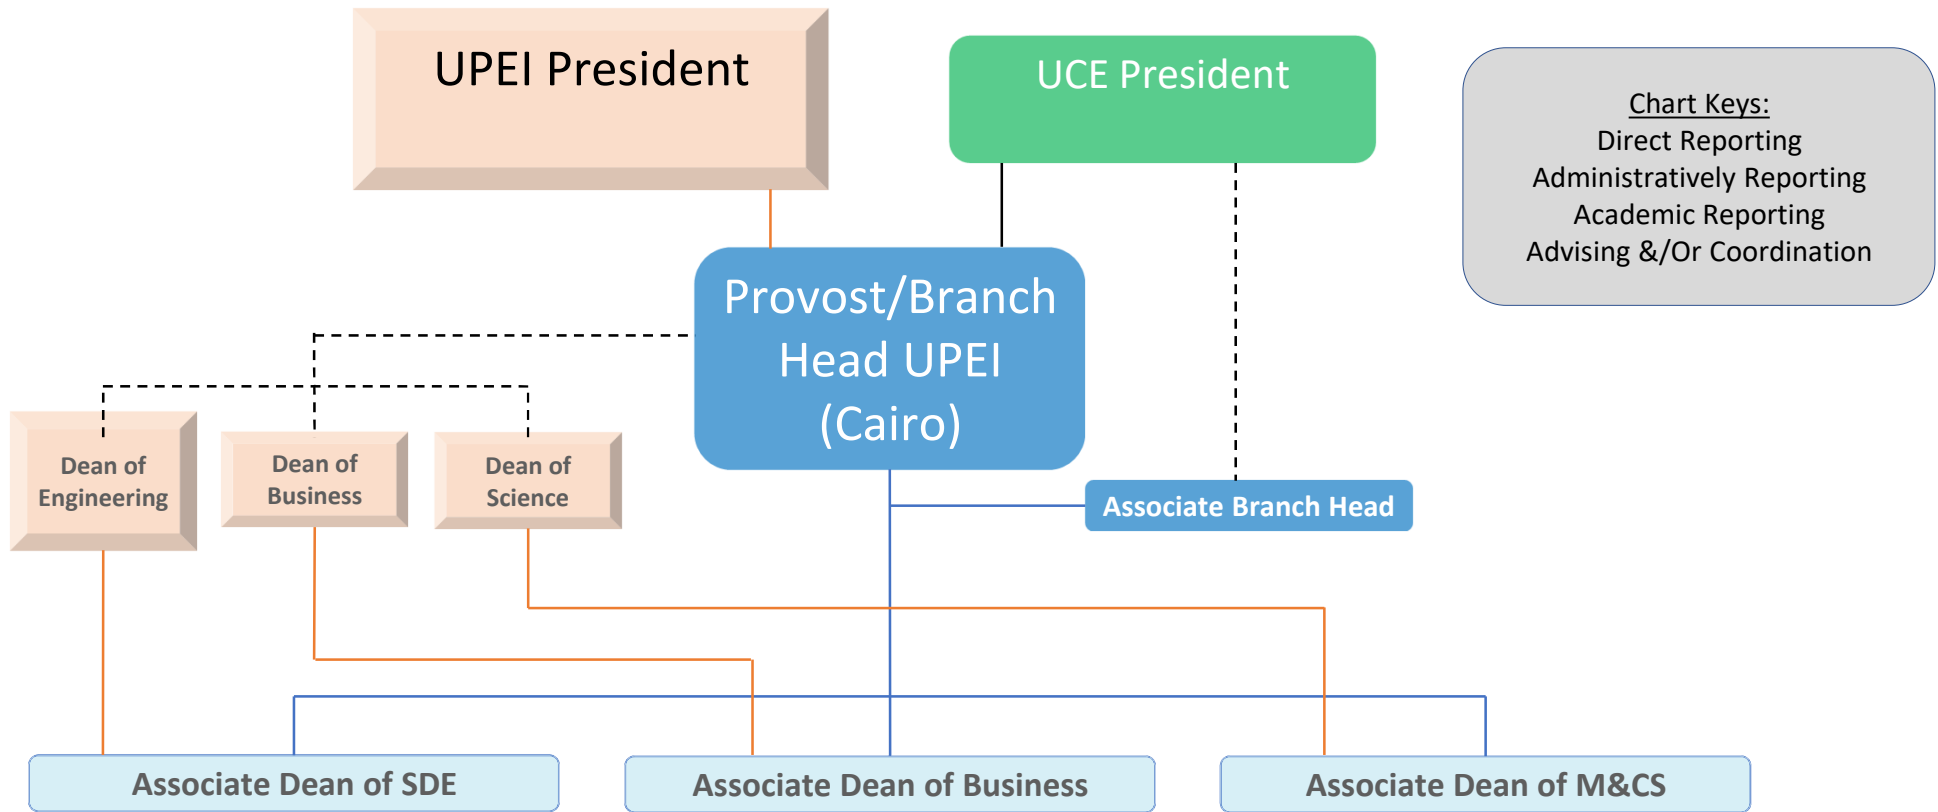 UPEI President
UCE President
Chart Keys:
Direct Reporting
Administratively Reporting
Academic Reporting
Advising &/Or Coordination
Provost/Branch
Head UPEI
(Cairo)
Dean of
Engineering
Dean of
Business
Dean of
Science
Associate Branch Head
Associate Dean of SDE
Associate Dean of Business
Associate Dean of M&CS